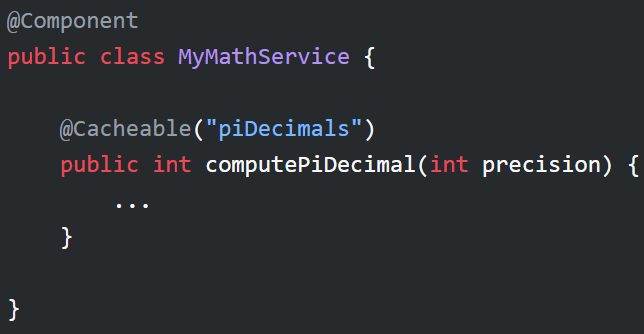 @Component
public class MyMathService {
@Cacheable("piDecimals")
public int computePiDecimal(int precision) {
...
}
}